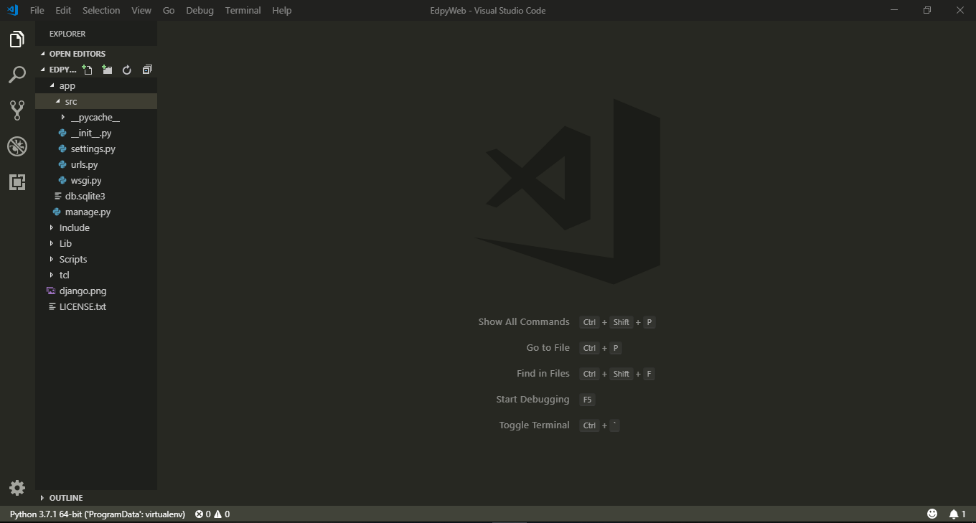 File Edit Selection View Go Debug Terminal Help EdpyWeb - Visual Studio Code
EXPLORER
OPEN EDITORS
EDPY...
app
src
__pycache__
__init__.py
settings.py
urls.py
wsgi.py
db.sqlite3
manage.py
Include
Lib
Scripts
tcl
django.png
LICENSE.txt
Show All Commands Ctrl + Shift + P
Go to File Ctrl + P
Find in Files Ctrl + Shift + F
Start Debugging F5
Toggle Terminal Ctrl + `
OUTLINE
Python 3.7.1 64-bit ('ProgramData': virtualenv) 0 0 1